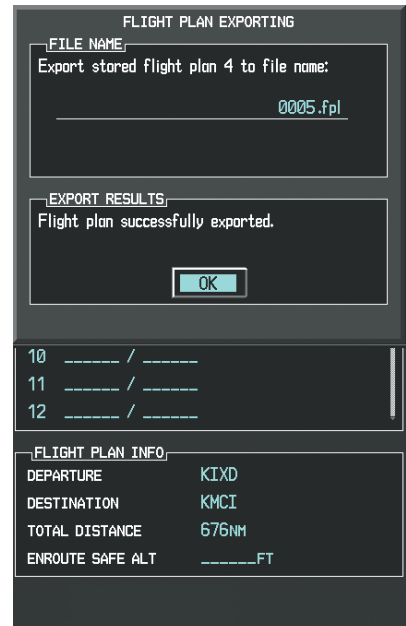 FLIGHT PLAN EXPORTING
FILE NAME
Export stored flight plan 4 to file name:
0005.fpl
EXPORT RESULTS
Flight plan successfully exported.
OK
10 ______ / ______
11 ______ / ______
12 ______ / ______
FLIGHT PLAN INFO
DEPARTURE KIXD
DESTINATION KMCI
TOTAL DISTANCE 676NM
ENROUTE SAFE ALT ______FT